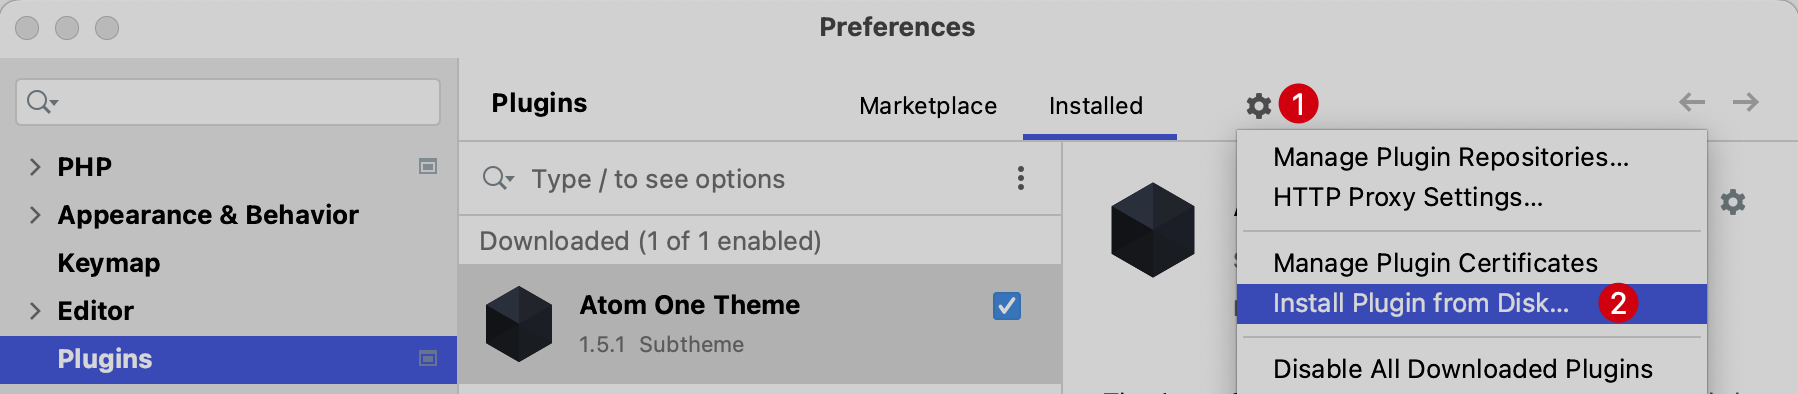 Preferences
Plugins
Marketplace
Installed
1
PHP
Appearance & Behavior
Keymap
Editor
Plugins
Type / to see options
Downloaded (1 of 1 enabled)
Atom One Theme
1.5.1 Subtheme
Manage Plugin Repositories...
HTTP Proxy Settings...
Manage Plugin Certificates
Install Plugin from Disk... 2
Disable All Downloaded Plugins